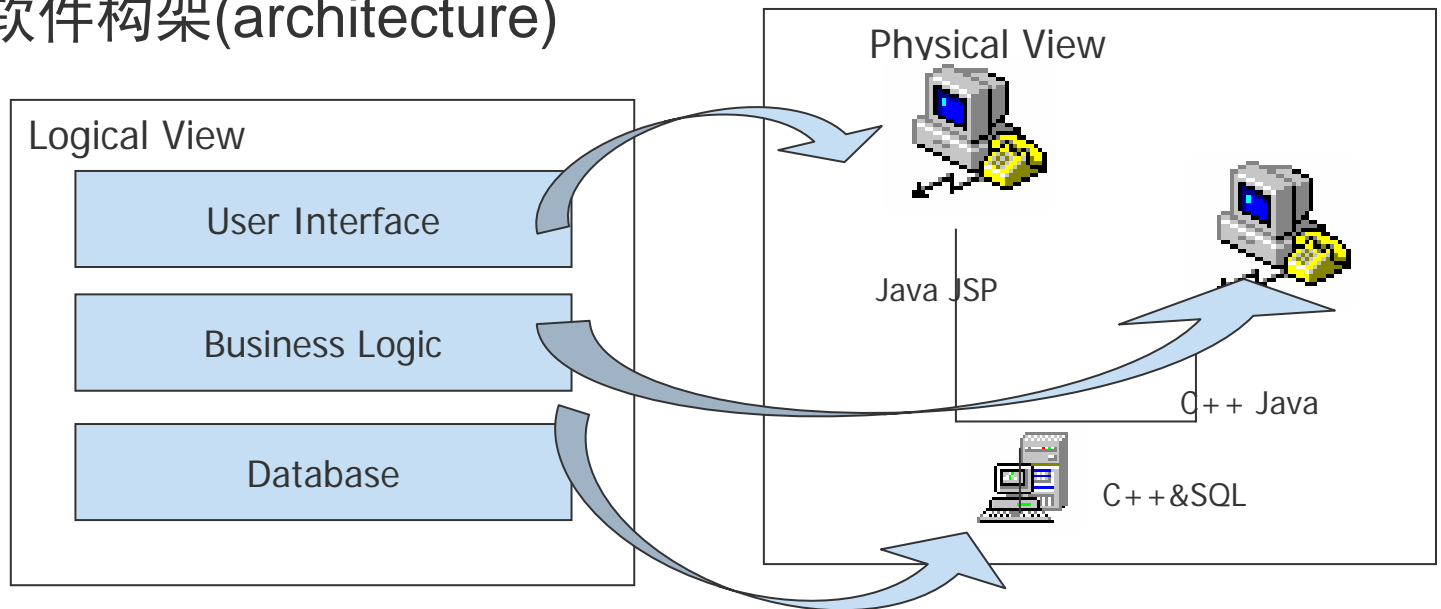 软件构架(architecture)
Logical View
User Interface
Business Logic
Database
Physical View
Java JSP
C++ Java
C++&SQL